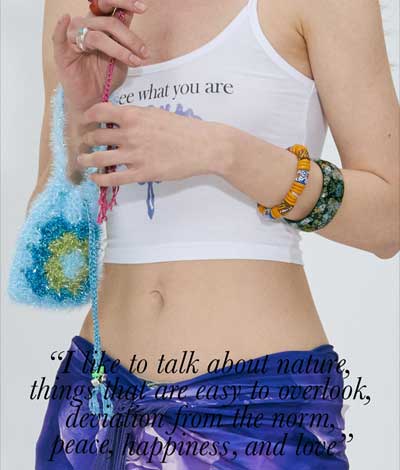 see what you are
“I like to talk about nature,
things that are easy to overlook,
deviation from the norm,
peace, happiness, and love”